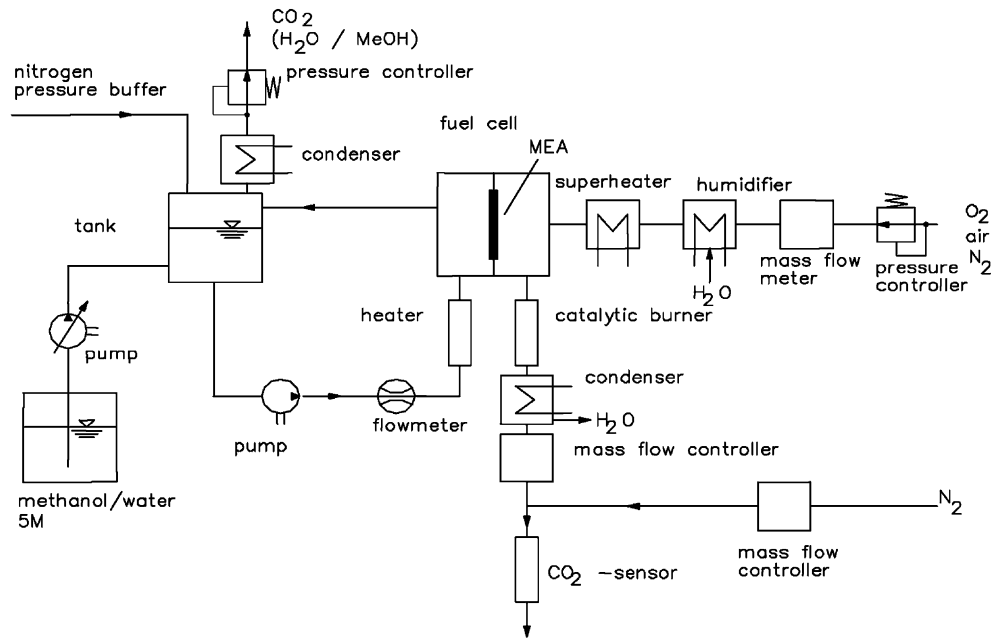 CO2
(H2O / MeOH)
nitrogen
pressure buffer
pressure controller
fuel cell
MEA
condenser
superheater
humidifier
tank
O2
air
N2
mass flow
meter
pressure
controller
H2O
heater
catalytic burner
pump
condenser
H2O
flowmeter
pump
mass flow controller
methanol/water
5M
N2
mass flow
controller
CO2 -sensor